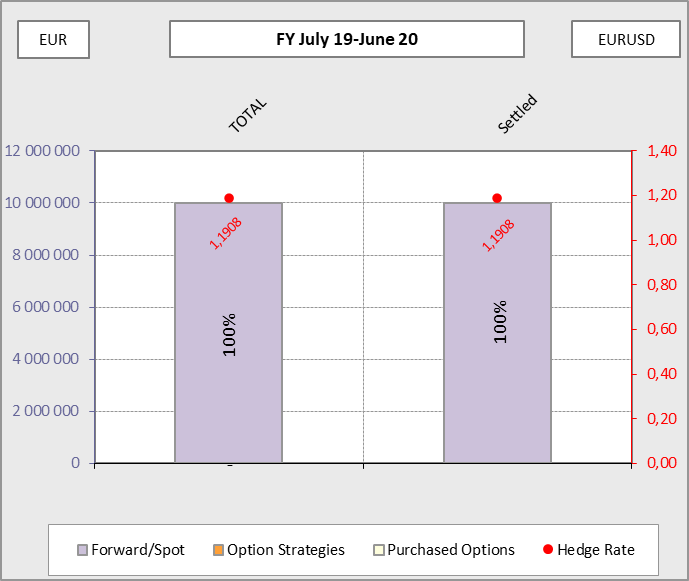 EUR
FY July 19-June 20
EURUSD
TOTAL
Settled
12 000 000
10 000 000
8 000 000
6 000 000
4 000 000
2 000 000
0
1,40
1,20
1,00
0,80
0,60
0,40
0,20
0,00
1,1908
1,1908
100%
100%
-
Forward/Spot
Option Strategies
Purchased Options
Hedge Rate